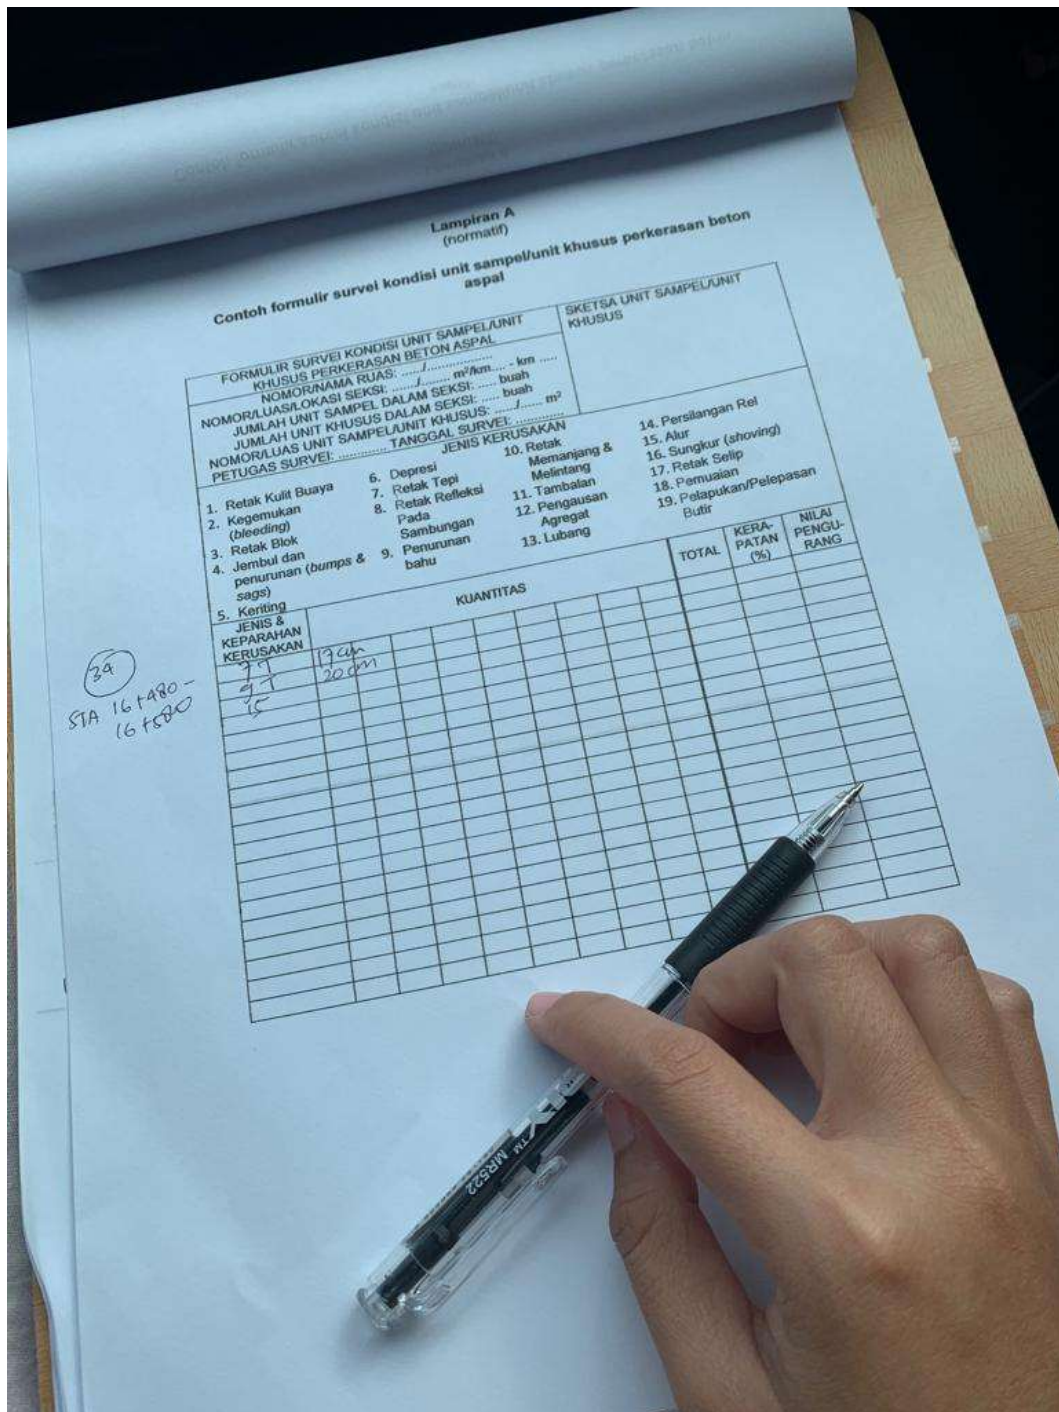 Lampiran A
(normatif)
Contoh formulir survei kondisi unit sampel/unit khusus perkerasan beton
aspal
FORMULIR SURVEI KONDISI UNIT SAMPEL/UNIT
KHUSUS PERKERASAN BETON ASPAL
NOMOR/NAMA RUAS: ....../..................
NOMOR/LUAS/LOKASI SEKSI: ......./........ m²/km.... - km .....
JUMLAH UNIT SAMPEL DALAM SEKSI: ..... buah
JUMLAH UNIT KHUSUS DALAM SEKSI: ..... buah
NOMOR/LUAS UNIT SAMPEL/UNIT KHUSUS: ...../...... m²
PETUGAS SURVEI: ............. TANGGAL SURVEI: .............
SKETSA UNIT SAMPEL/UNIT
KHUSUS
JENIS KERUSAKAN
1. Retak Kulit Buaya
2. Kegemukan
(bleeding)
3. Retak Blok
4. Jembul dan
penurunan (bumps &
sags)
5. Keriting
6. Depresi
7. Retak Tepi
8. Retak Refleksi
Pada
Sambungan
9. Penurunan
bahu
10. Retak
Memanjang &
Melintang
11. Tambalan
12. Pengausan
Agregat
13. Lubang
14. Persilangan Rel
15. Alur
16. Sungkur (shoving)
17. Retak Selip
18. Pemuaian
19. Pelapukan/Pelepasan
Butir
JENIS &
KEPARAHAN
KERUSAKAN
KUANTITAS
TOTAL
KERA-
PATAN
(%)
NILAI
PENGU-
RANG
7T 17 cm
9T 20 cm
15
34
STA 16+480 -
16+580
TM MR522